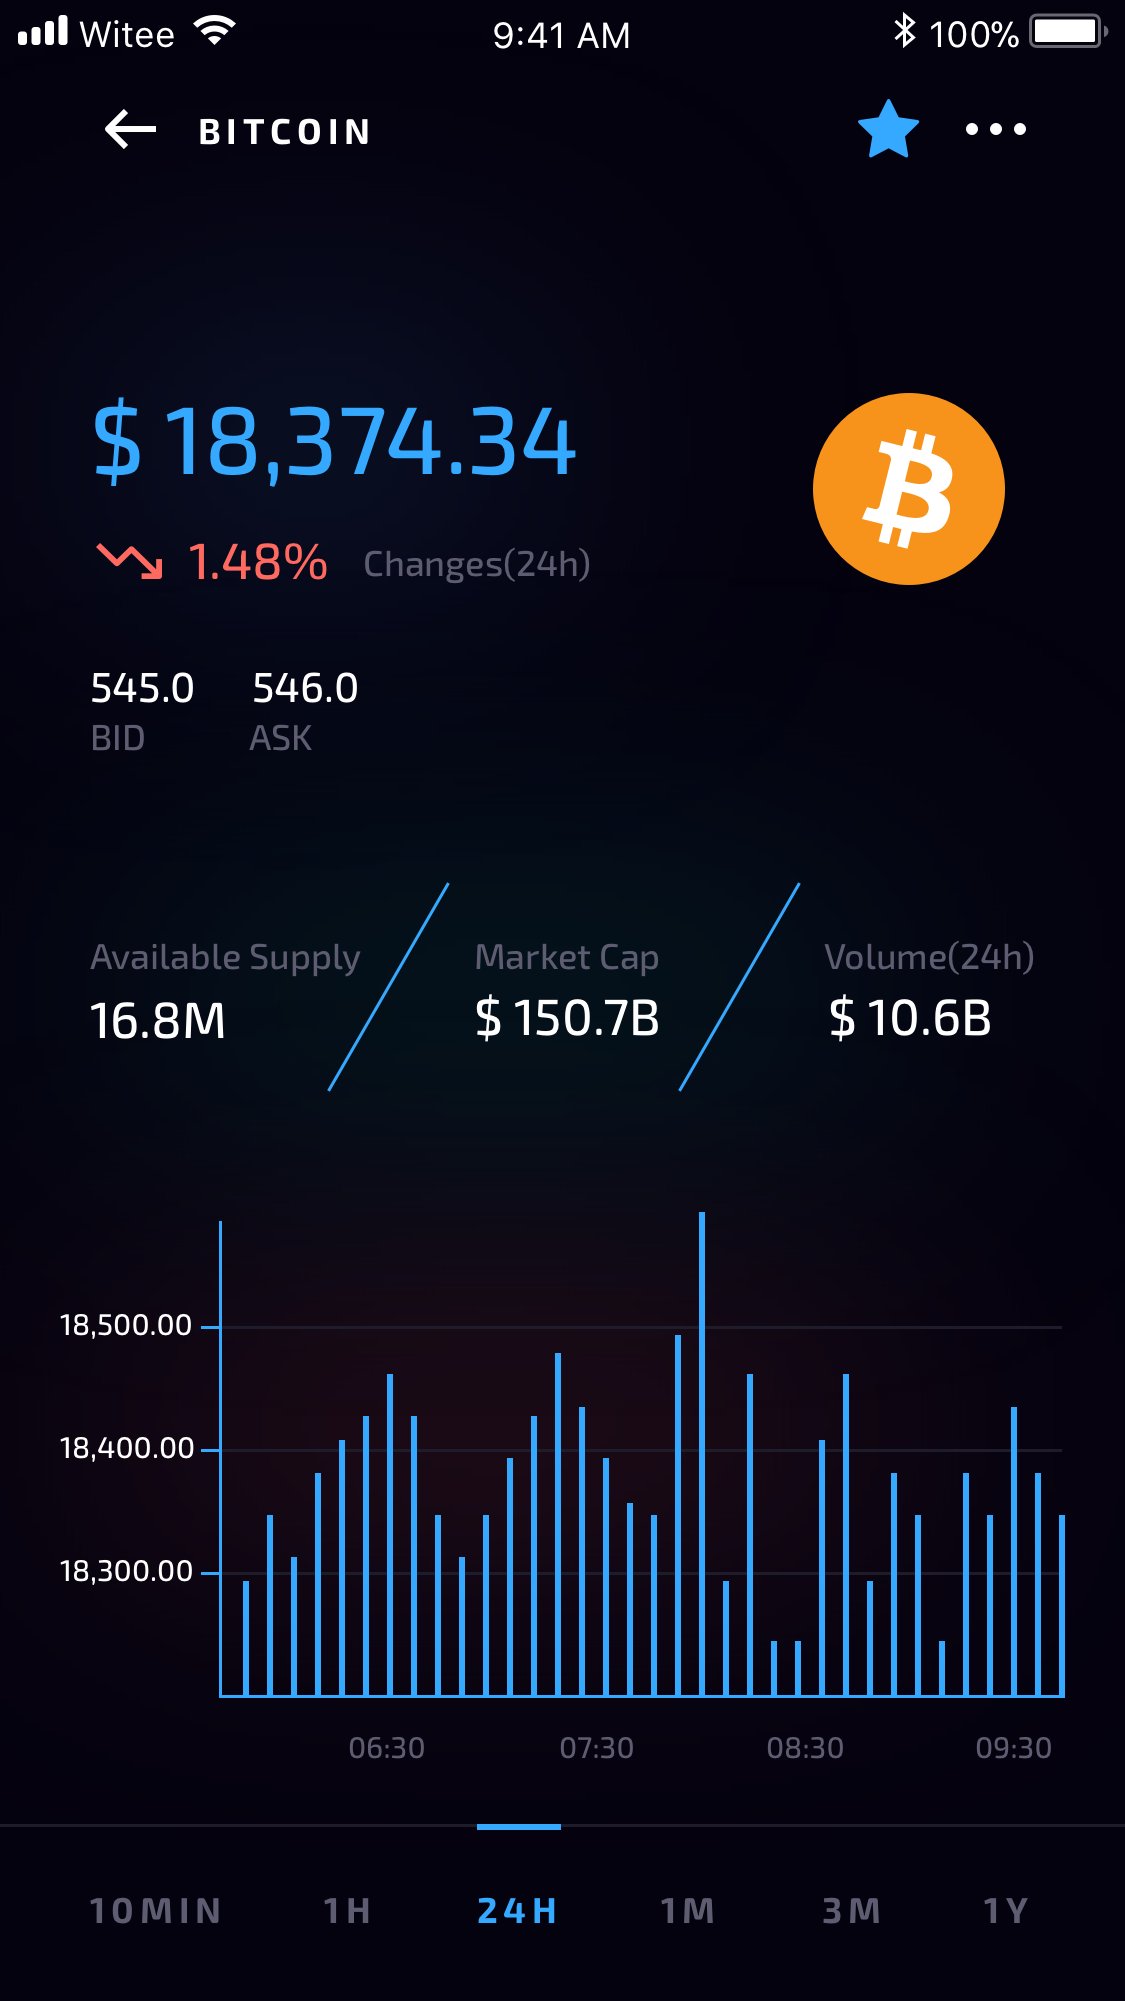 Witee 9:41 AM 100%
BITCOIN
$ 18,374.34
1.48% Changes(24h)
545.0 546.0
BID ASK
Available Supply Market Cap Volume(24h)
16.8M $ 150.7B $ 10.6B
18,500.00
18,400.00
18,300.00
06:30 07:30 08:30 09:30
10MIN 1H 24H 1M 3M 1Y